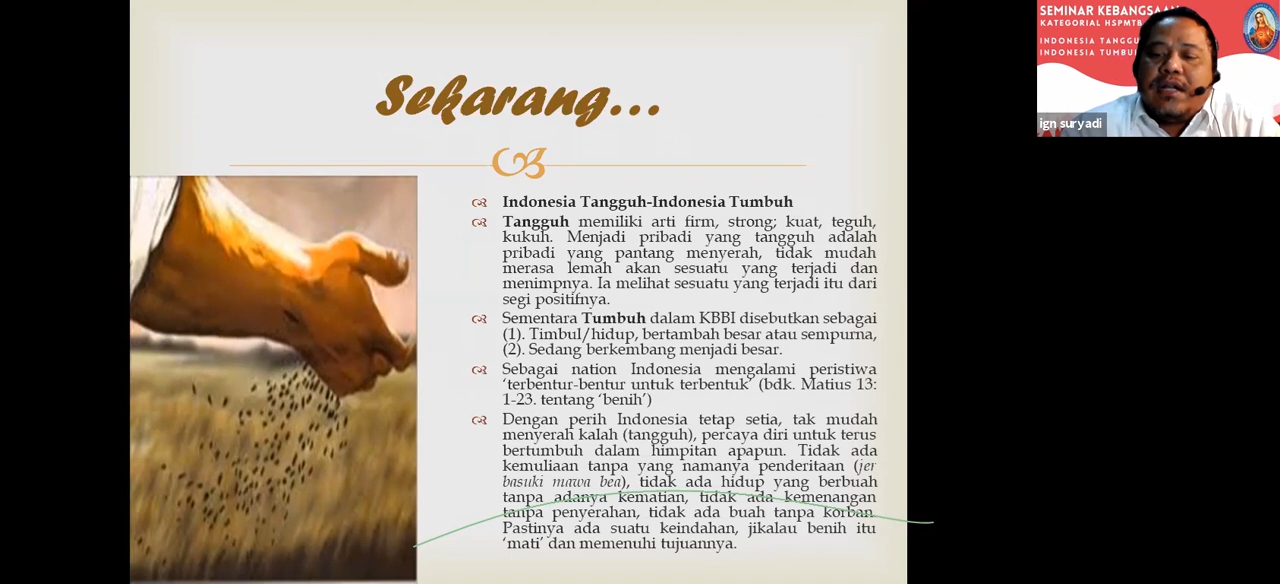 Sekarang...
Indonesia Tangguh-Indonesia Tumbuh
Tangguh memiliki arti firm, strong; kuat, teguh,
kukuh. Menjadi pribadi yang tangguh adalah
pribadi yang pantang menyerah, tidak mudah
merasa lemah akan sesuatu yang terjadi dan
menimpnya. Ia melihat sesuatu yang terjadi itu dari
segi positifnya.
Sementara Tumbuh dalam KBBI disebutkan sebagai
(1). Timbul/hidup, bertambah besar atau sempurna,
(2). Sedang berkembang menjadi besar.
Sebagai nation Indonesia mengalami peristiwa
‘terbentur-bentur untuk terbentuk’ (bdk. Matius 13:
1-23. tentang ‘benih’)
Dengan perih Indonesia tetap setia, tak mudah
menyerah kalah (tangguh), percaya diri untuk terus
bertumbuh dalam himpitan apapun. Tidak ada
kemuliaan tanpa yang namanya penderitaan (jer
basuki mawa bea), tidak ada hidup yang berbuah
tanpa adanya kematian, tidak ada kemenangan
tanpa penyerahan, tidak ada buah tanpa korban.
Pastinya ada suatu keindahan, jikalau benih itu
‘mati’ dan memenuhi tujuannya.
SEMINAR KEBANGSAAN
KATEGORIAL HSPMTB
INDONESIA
INDONESIA
ign suryadi